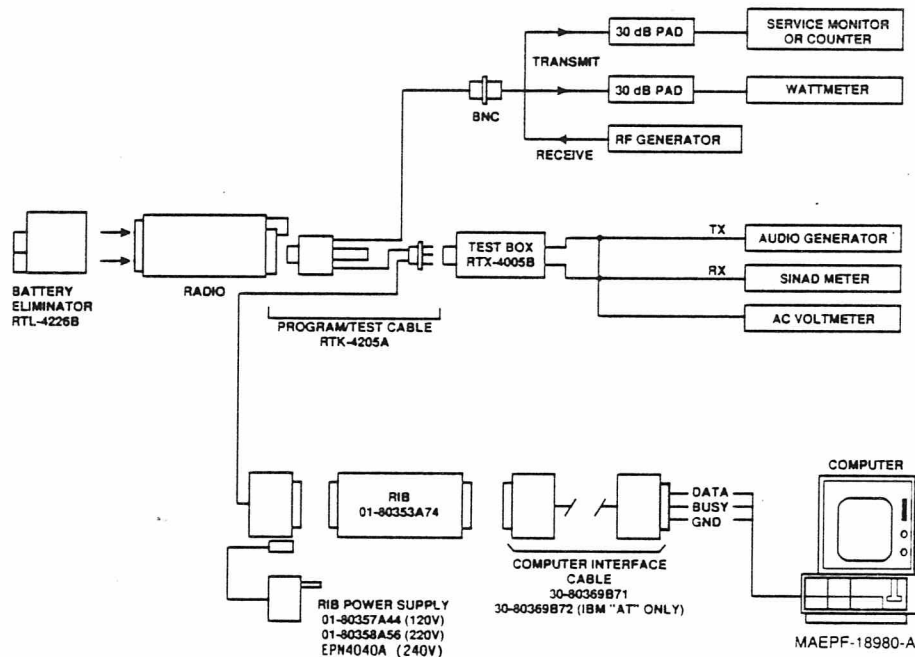 30 dB PAD
SERVICE MONITOR
OR COUNTER
TRANSMIT
30 dB PAD
WATTMETER
BNC
RF GENERATOR
RECEIVE
BATTERY
ELIMINATOR
RTL-4226B
RADIO
TEST BOX
RTX-4005B
TX
AUDIO GENERATOR
RX
SINAD METER
AC VOLTMETER
PROGRAM/TEST CABLE
RTK-4205A
RIB
01-80353A74
DATA
BUSY
GND
COMPUTER
COMPUTER INTERFACE
CABLE
30-80369B71
30-80369B72 (IBM "AT" ONLY)
RIB POWER SUPPLY
01-80357A44 (120V)
01-80358A56 (220V)
EPN4040A (240V)
MAEPF-18980-A